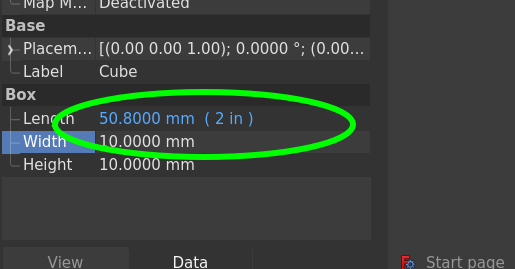 Map M... Deactivated
Base
Placem... [(0.00 0.00 1.00); 0.0000 °; (0.00...
Label Cube
Box
Length 50.8000 mm ( 2 in )
Width 10.0000 mm
Height 10.0000 mm
View Data
Start page